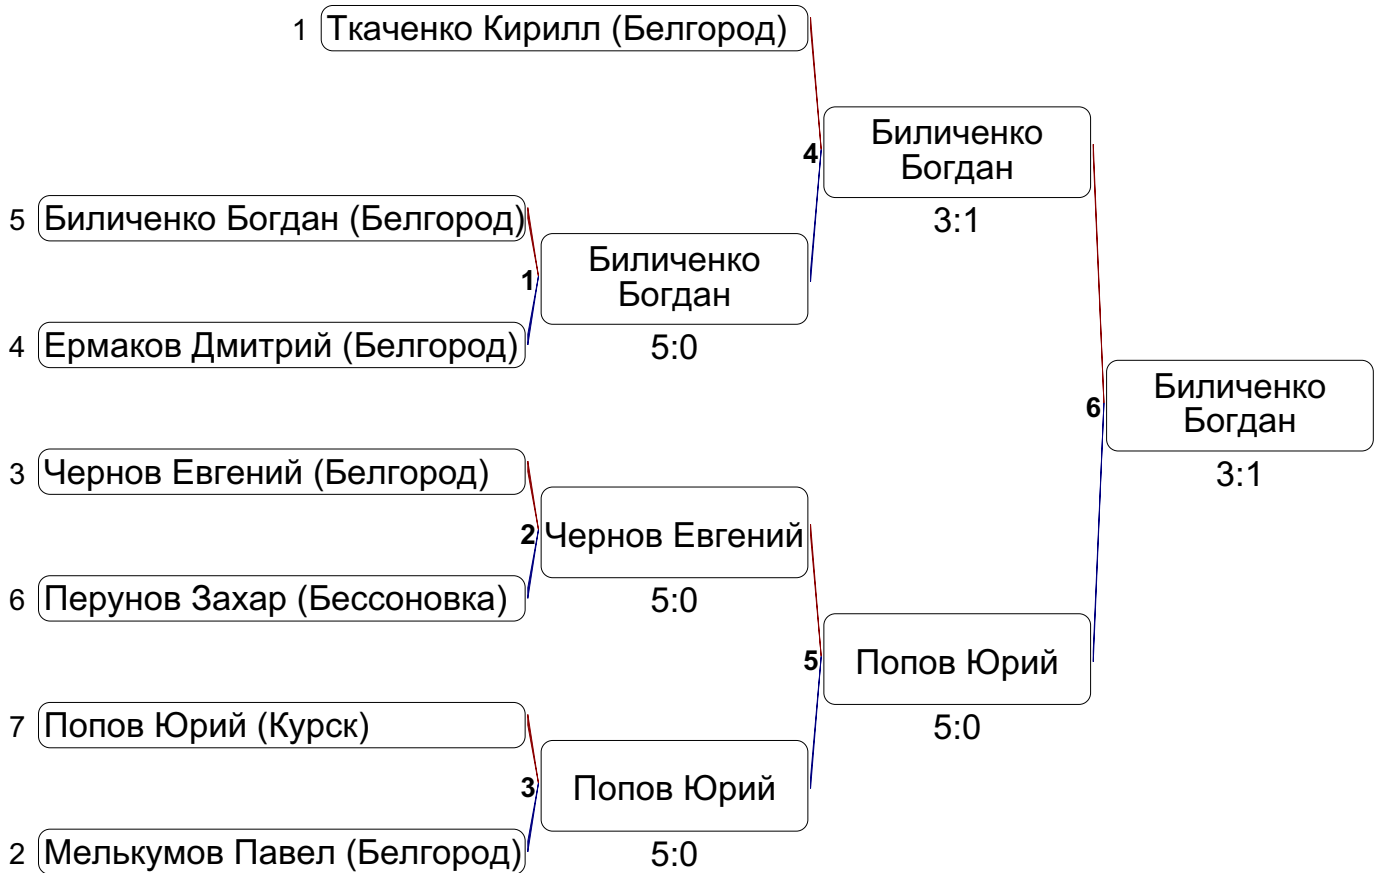 1 Ткаченко Кирилл (Белгород)
4 Биличенко
Богдан
3:1
5 Биличенко Богдан (Белгород)
1 Биличенко
Богдан
5:0
4 Ермаков Дмитрий (Белгород)
6 Биличенко
Богдан
3:1
3 Чернов Евгений (Белгород)
2 Чернов Евгений
5:0
6 Перунов Захар (Бессоновка)
5 Попов Юрий
5:0
7 Попов Юрий (Курск)
3 Попов Юрий
5:0
2 Мелькумов Павел (Белгород)